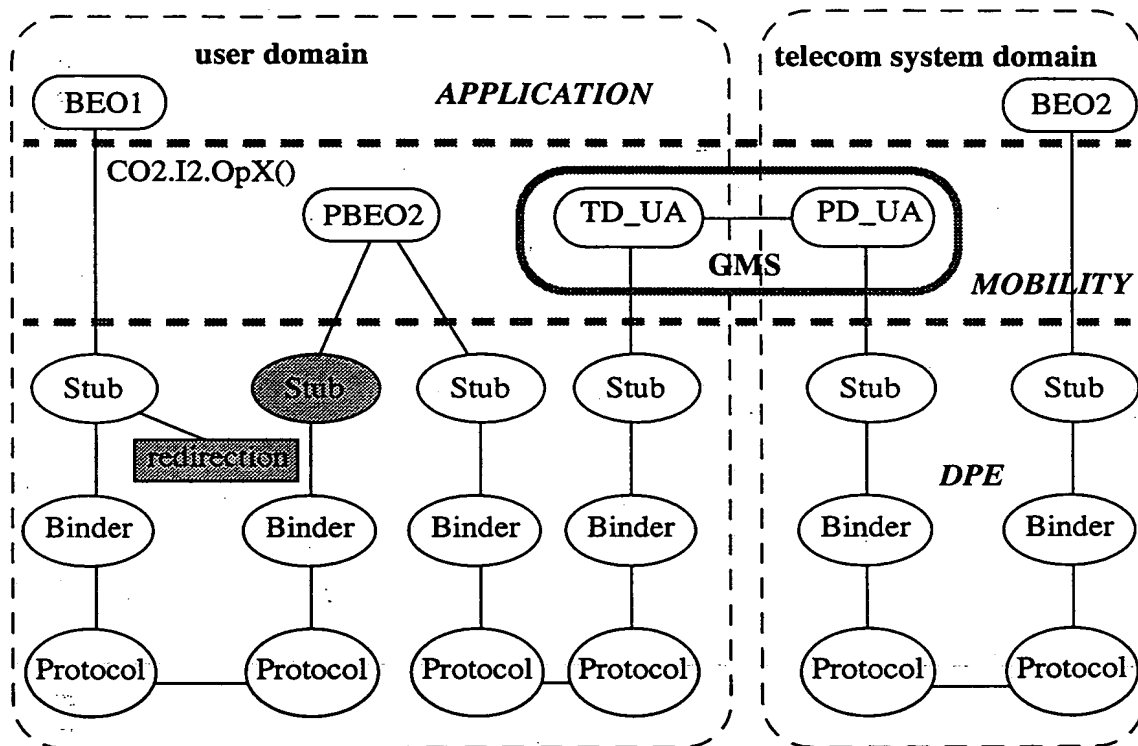 user domain
telecom system domain
BEO1
APPLICATION
BEO2
CO2.I2.OpX()
PBEO2
TD_UA
PD_UA
GMS
MOBILITY
Stub
Stub
Stub
Stub
Stub
Stub
redirection
DPE
Binder
Binder
Binder
Binder
Binder
Binder
Protocol
Protocol
Protocol
Protocol
Protocol
Protocol